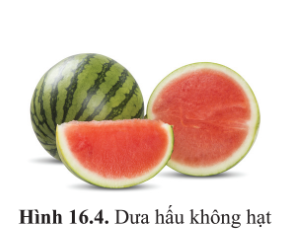 Hình 16.4. Dưa hấu không hạt